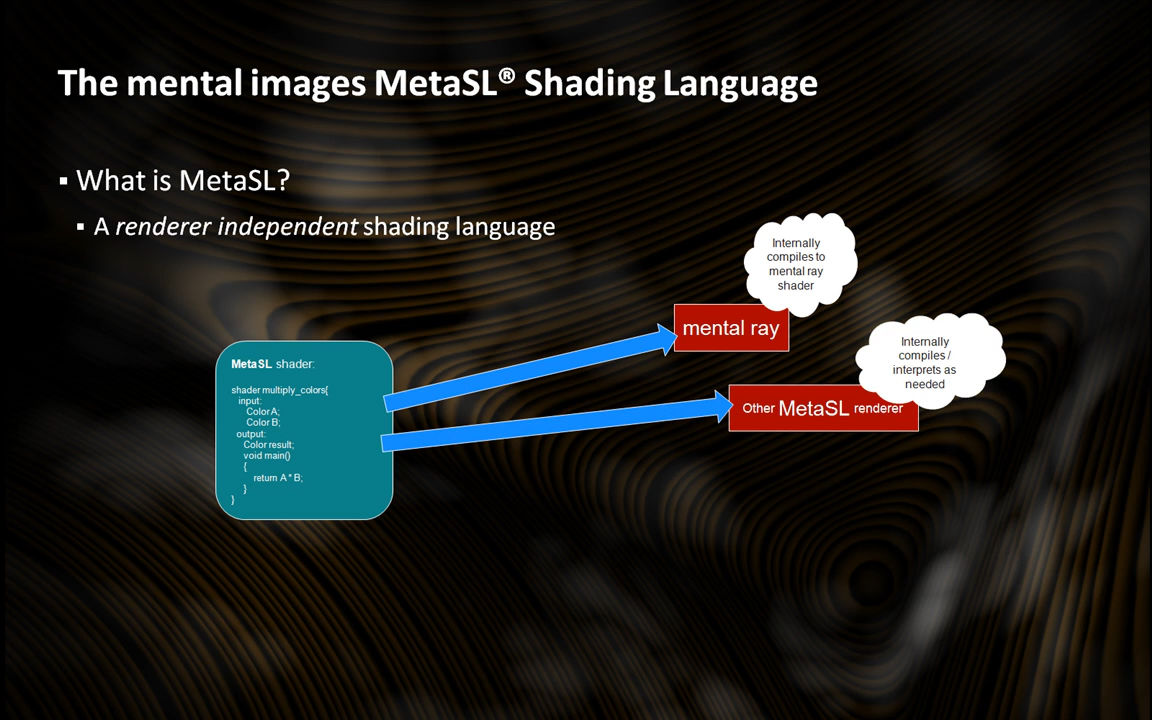 The mental images MetaSL® Shading Language
▪ What is MetaSL?
▪ A renderer independent shading language
Internally
compiles to
mental ray
shader
mental ray
Internally
compiles /
interprets as
needed
Other MetaSL renderer
MetaSL shader:
shader multiply_colors{
input:
Color A;
Color B;
output:
Color result;
void main()
{
return A * B;
}
}